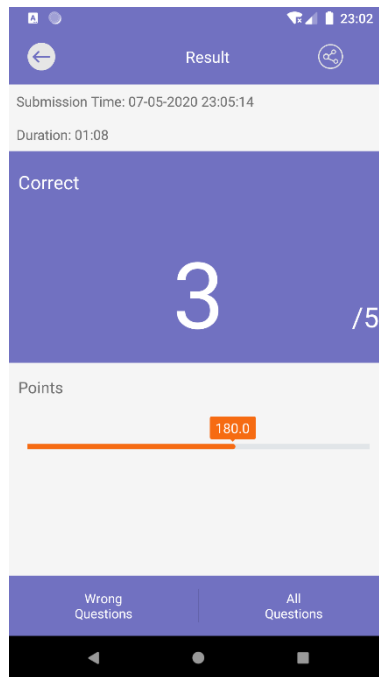 A
23:02
Result
Submission Time: 07-05-2020 23:05:14
Duration: 01:08
Correct
3
/5
Points
180.0
Wrong
Questions
All
Questions